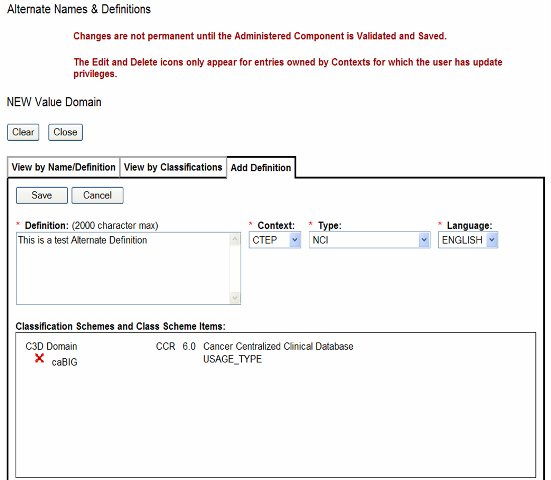 Alternate Names & Definitions
Changes are not permanent until the Administered Component is Validated and Saved.
The Edit and Delete icons only appear for entries owned by Contexts for which the user has update
privileges.
NEW Value Domain
Clear Close
View by Name/Definition View by Classifications Add Definition
Save Cancel
* Definition: (2000 character max) * Context: * Type: * Language:
This is a test Alternate Definition CTEP NCI ENGLISH
Classification Schemes and Class Scheme Items:
C3D Domain CCR 6.0 Cancer Centralized Clinical Database
caBIG USAGE_TYPE